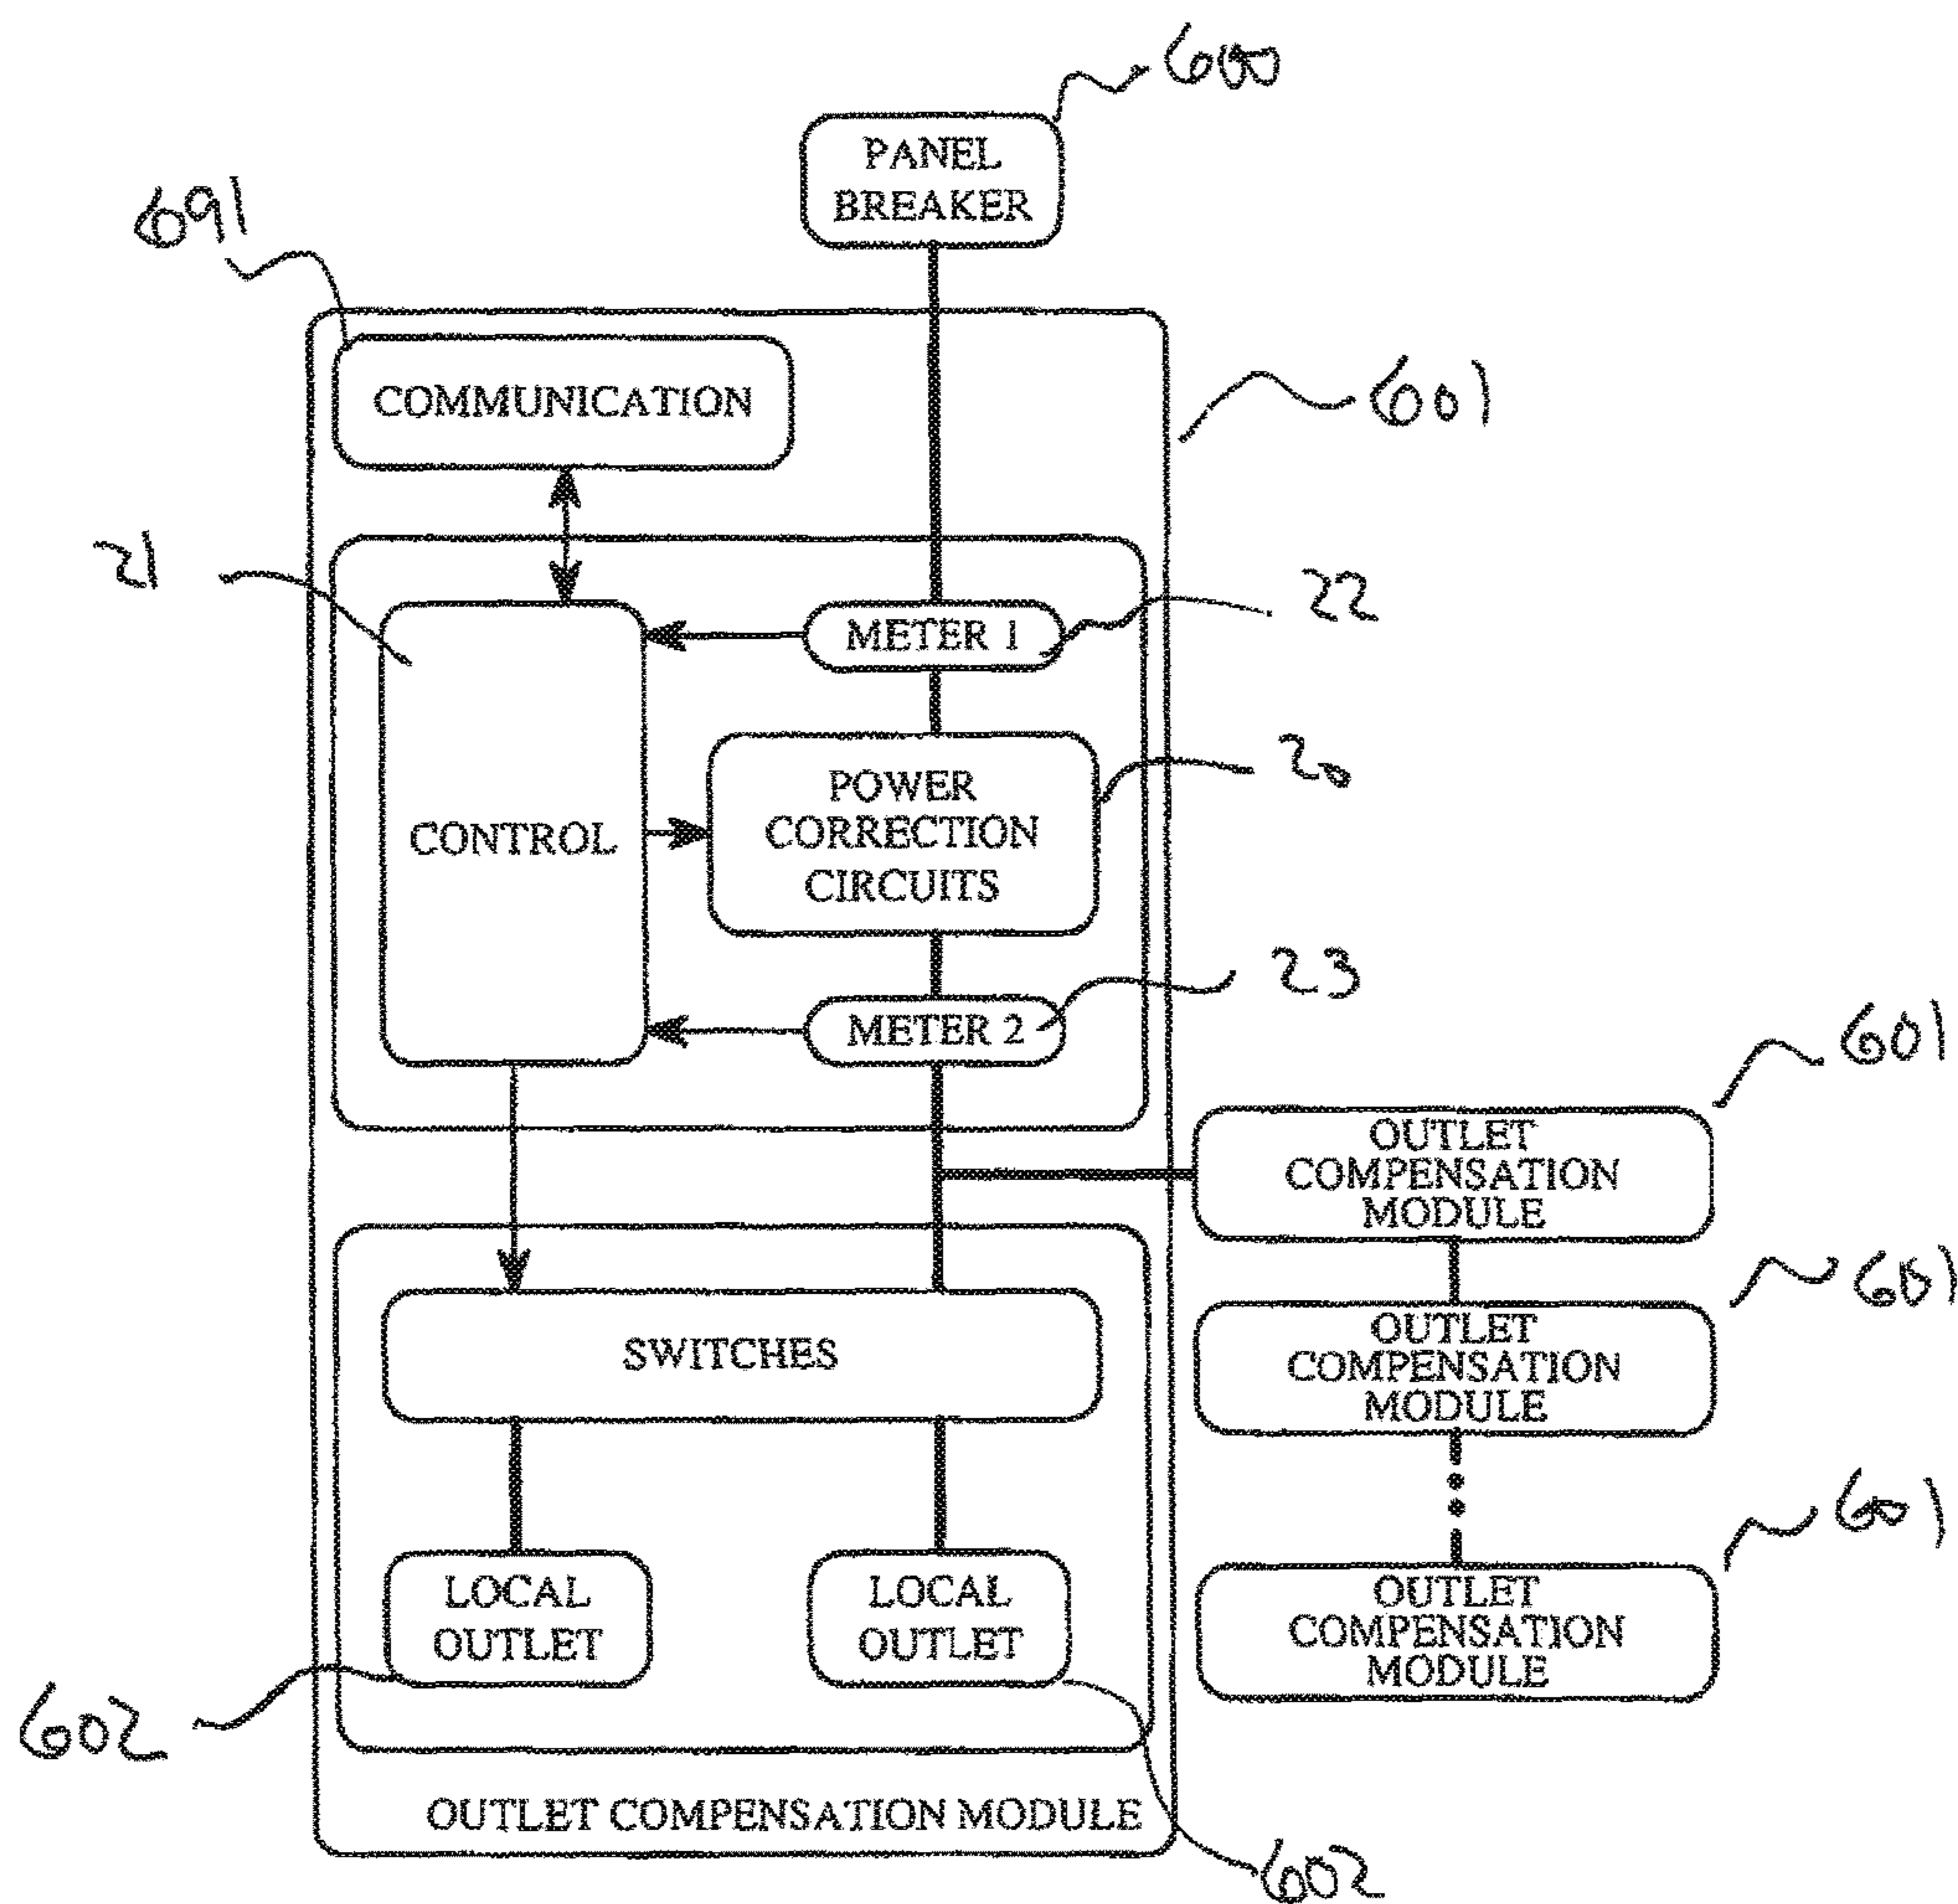 600
PANEL
BREAKER
691
COMMUNICATION
601
21
22
METER 1
20
POWER
CORRECTION
CIRCUITS
CONTROL
23
METER 2
601
OUTLET
COMPENSATION
MODULE
601
OUTLET
COMPENSATION
MODULE
SWITCHES
601
OUTLET
COMPENSATION
MODULE
LOCAL
OUTLET
LOCAL
OUTLET
602
OUTLET COMPENSATION MODULE
602